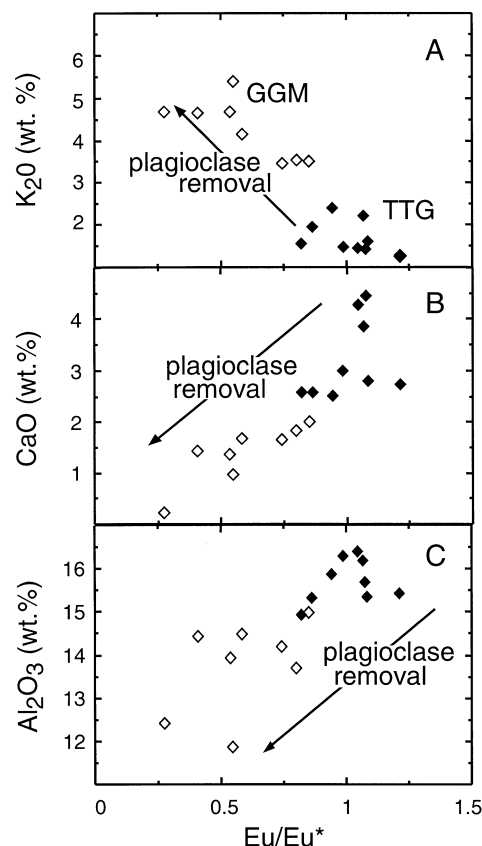 A
6
5
4
3
2
K₂0 (wt. %)
GGM
plagioclase
removal
TTG
B
4
3
2
1
CaO (wt.%)
plagioclase
removal
C
16
15
14
13
12
Al₂O₃ (wt.%)
plagioclase
removal
0 0.5 1 1.5
Eu/Eu*